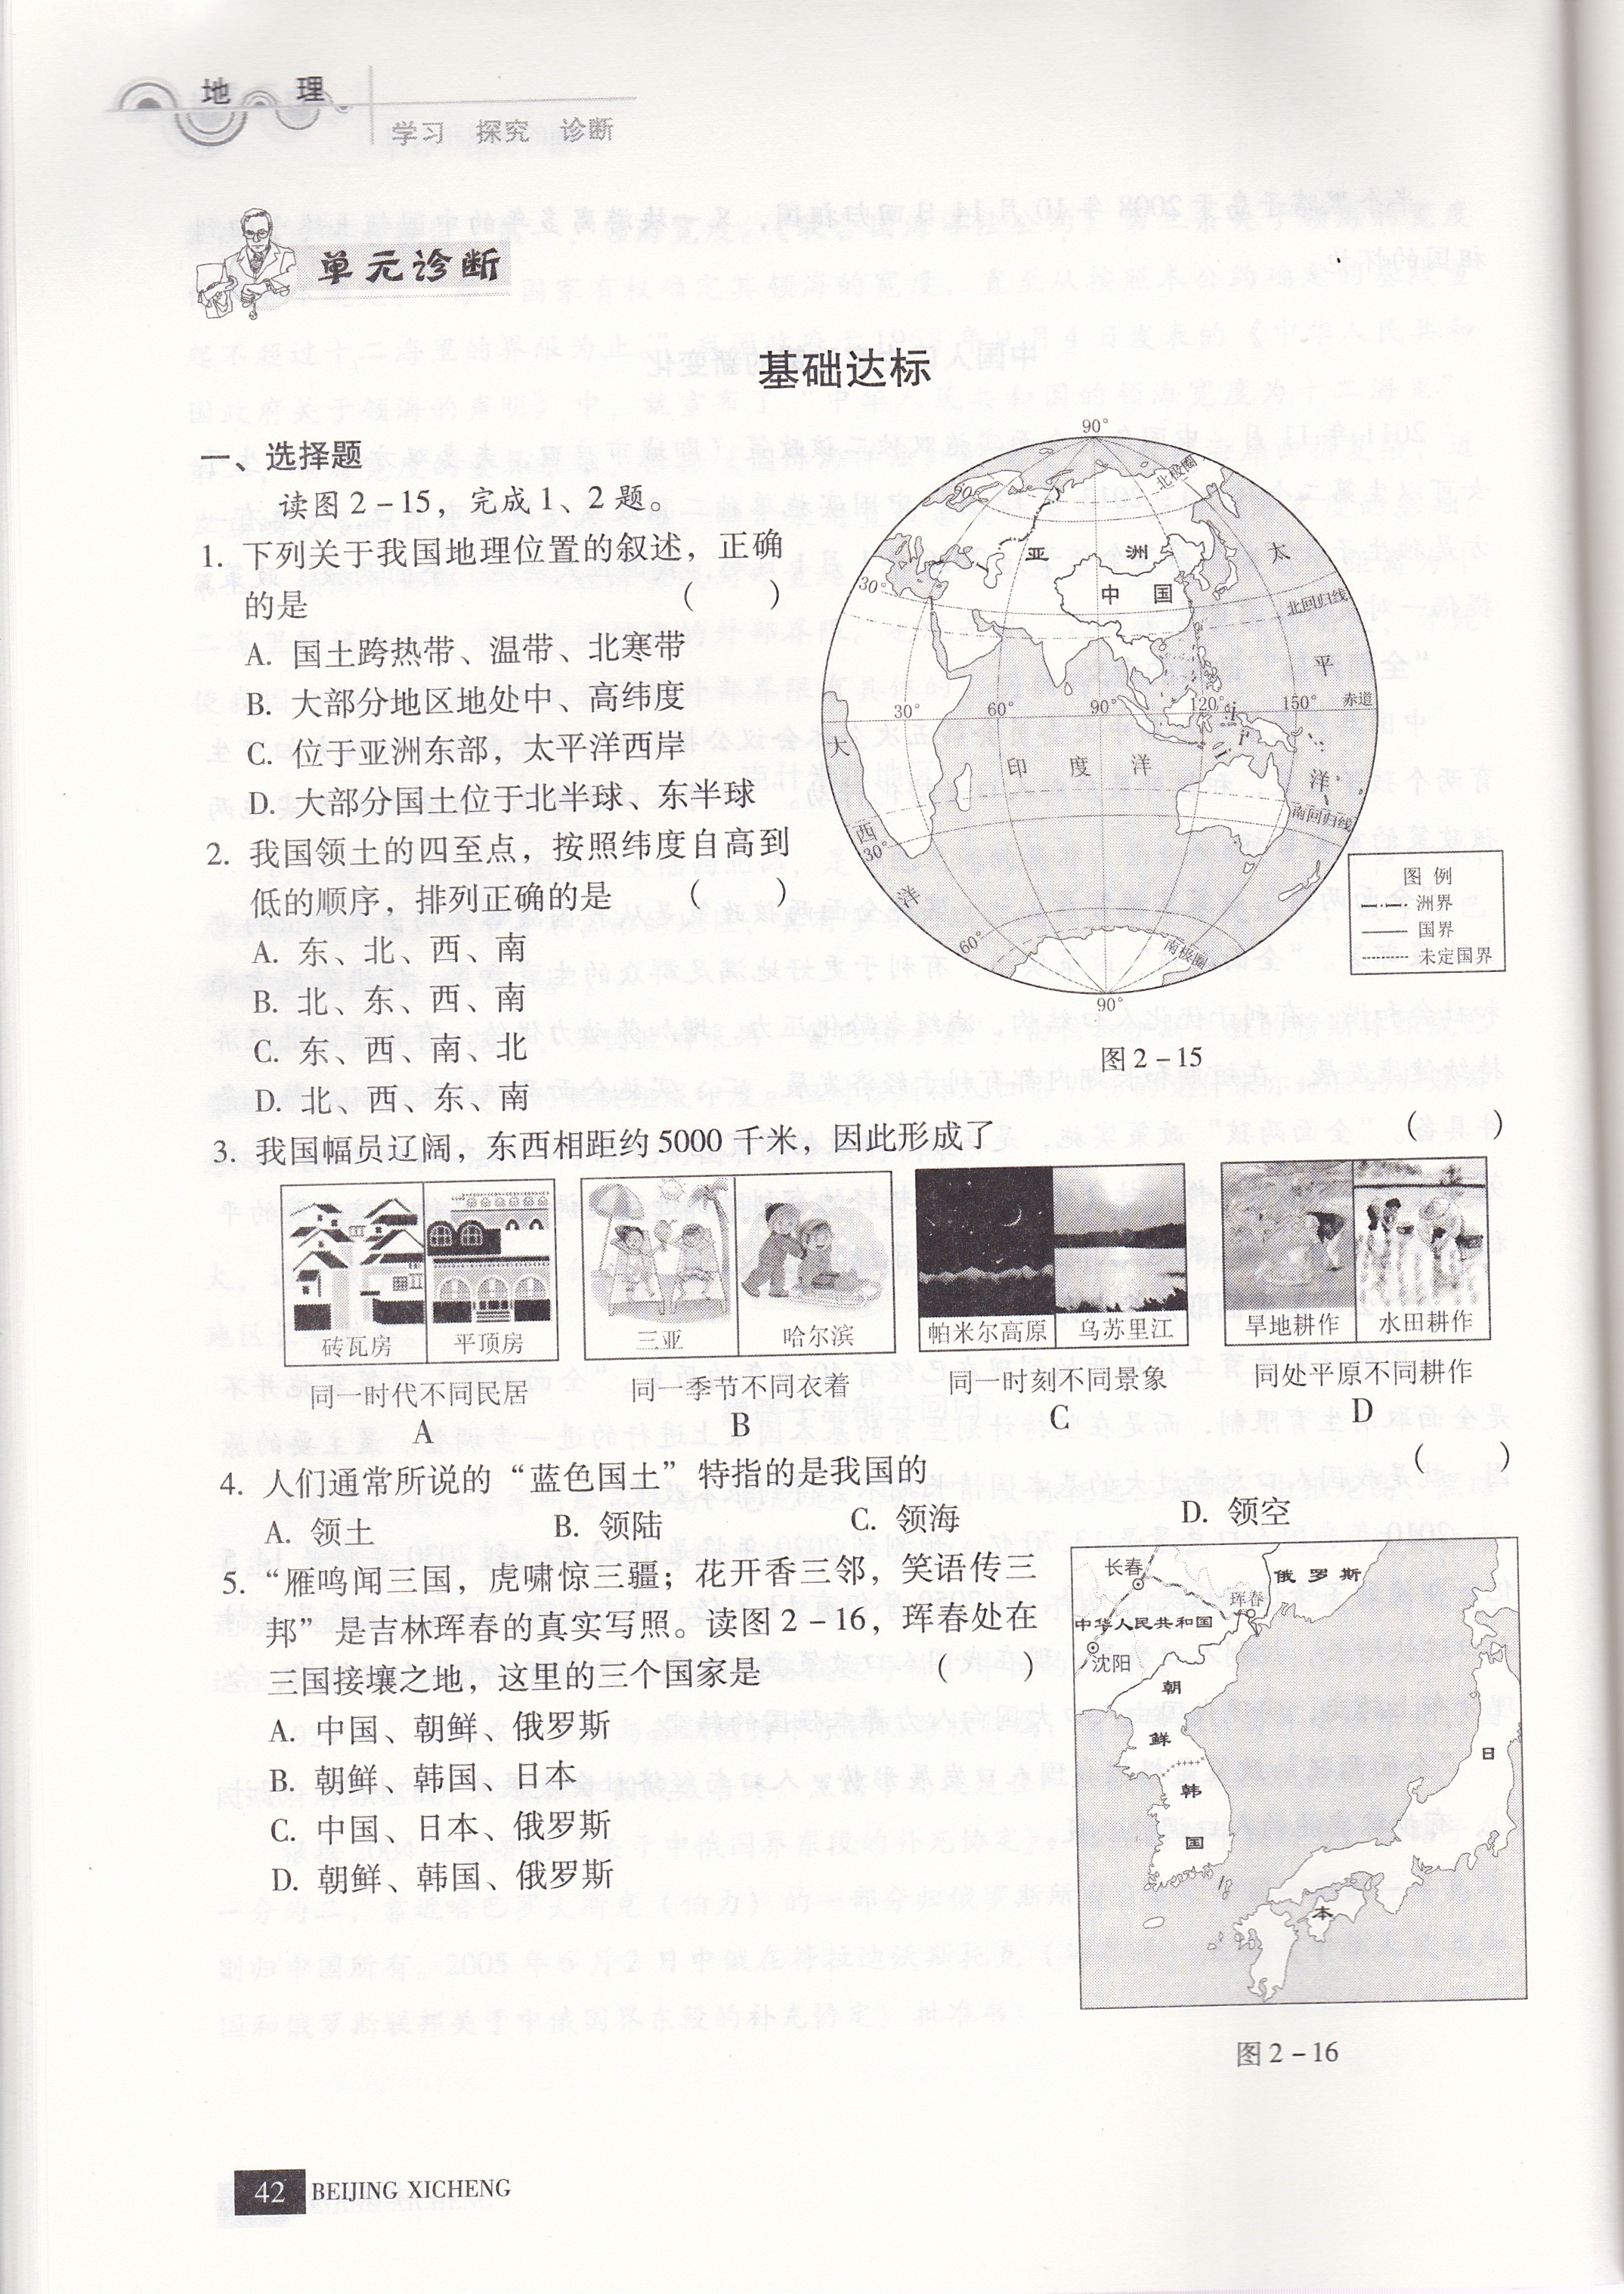 地 理
学习 探究 诊断
单元诊断
基础达标
一、选择题
读图2-15，完成1、2题。
1. 下列关于我国地理位置的叙述，正确
的是 （ ）
A. 国土跨热带、温带、北寒带
B. 大部分地区地处中、高纬度
C. 位于亚洲东部，太平洋西岸
D. 大部分国土位于北半球、东半球
2. 我国领土的四至点，按照纬度自高到
低的顺序，排列正确的是 （ ）
A. 东、北、西、南
B. 北、东、西、南
C. 东、西、南、北
D. 北、西、东、南
90°
北极圈
60°
亚 洲
太
30°
中 国
北回归线
平
30° 60° 90° 120° 150° 赤道
大
印 度 洋
洋
南回归线
西
30°
洋
60°
南极圈
90°
图 例
洲界
国界
未定国界
图2-15
3. 我国幅员辽阔，东西相距约5000千米，因此形成了 （ ）
砖瓦房 平顶房 三亚 哈尔滨 帕米尔高原 乌苏里江 旱地耕作 水田耕作
同一时代不同民居 同一季节不同衣着 同一时刻不同景象 同处平原不同耕作
A B C D
4. 人们通常所说的“蓝色国土”特指的是我国的 （ ）
A. 领土 B. 领陆 C. 领海 D. 领空
5. “雁鸣闻三国，虎啸惊三疆；花开香三邻，笑语传三
邦”是吉林珲春的真实写照。读图2-16，珲春处在
三国接壤之地，这里的三个国家是 （ ）
A. 中国、朝鲜、俄罗斯
B. 朝鲜、韩国、日本
C. 中国、日本、俄罗斯
D. 朝鲜、韩国、俄罗斯
长春
俄罗斯
珲春
中华人民共和国
沈阳
朝
鲜
日
韩
国
本
图2-16
42 BEIJING XICHENG